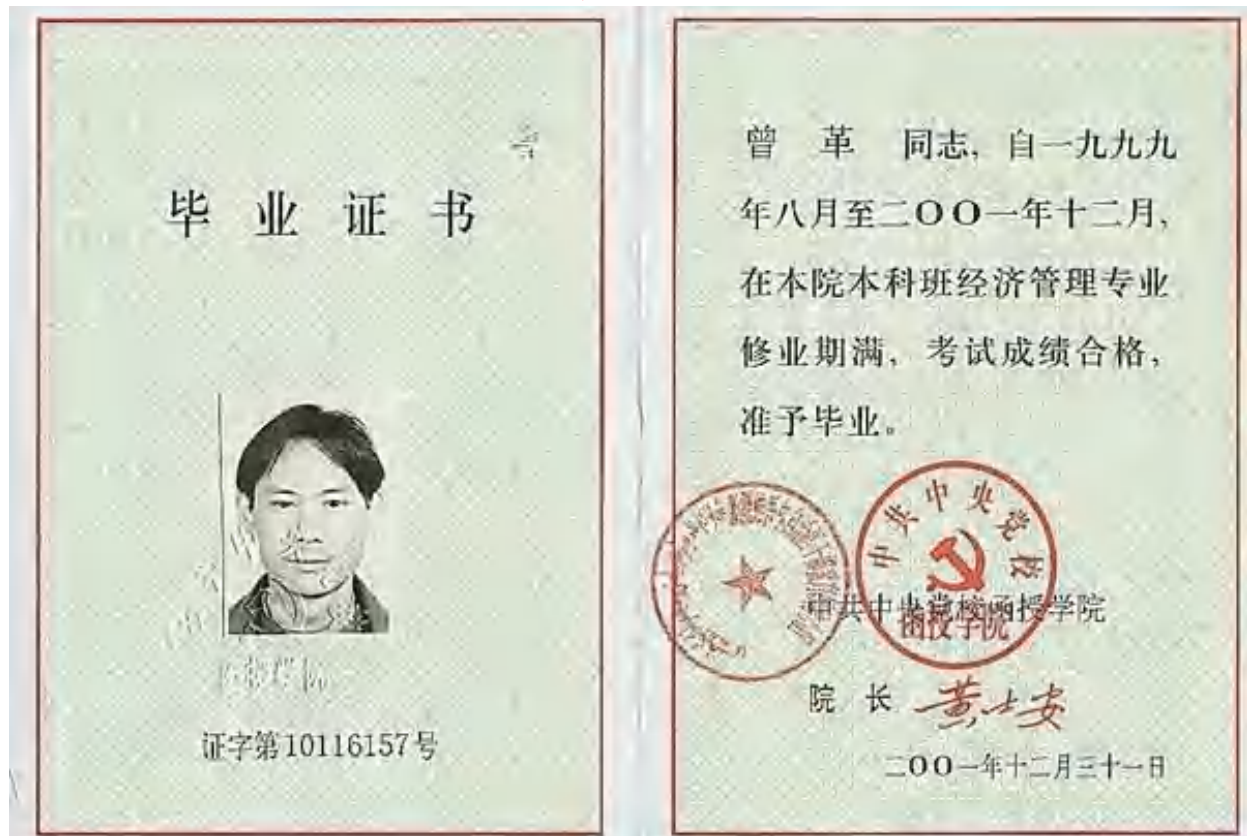 毕业证书
证字第10116157号
曾 革 同志，自一九九九
年八月至二〇〇一年十二月，
在本院本科班经济管理专业
修业期满，考试成绩合格，
准予毕业。
中共中央党校
函授学院
中共中央党校函授学院
院 长 黄士安
二〇〇一年十二月三十一日